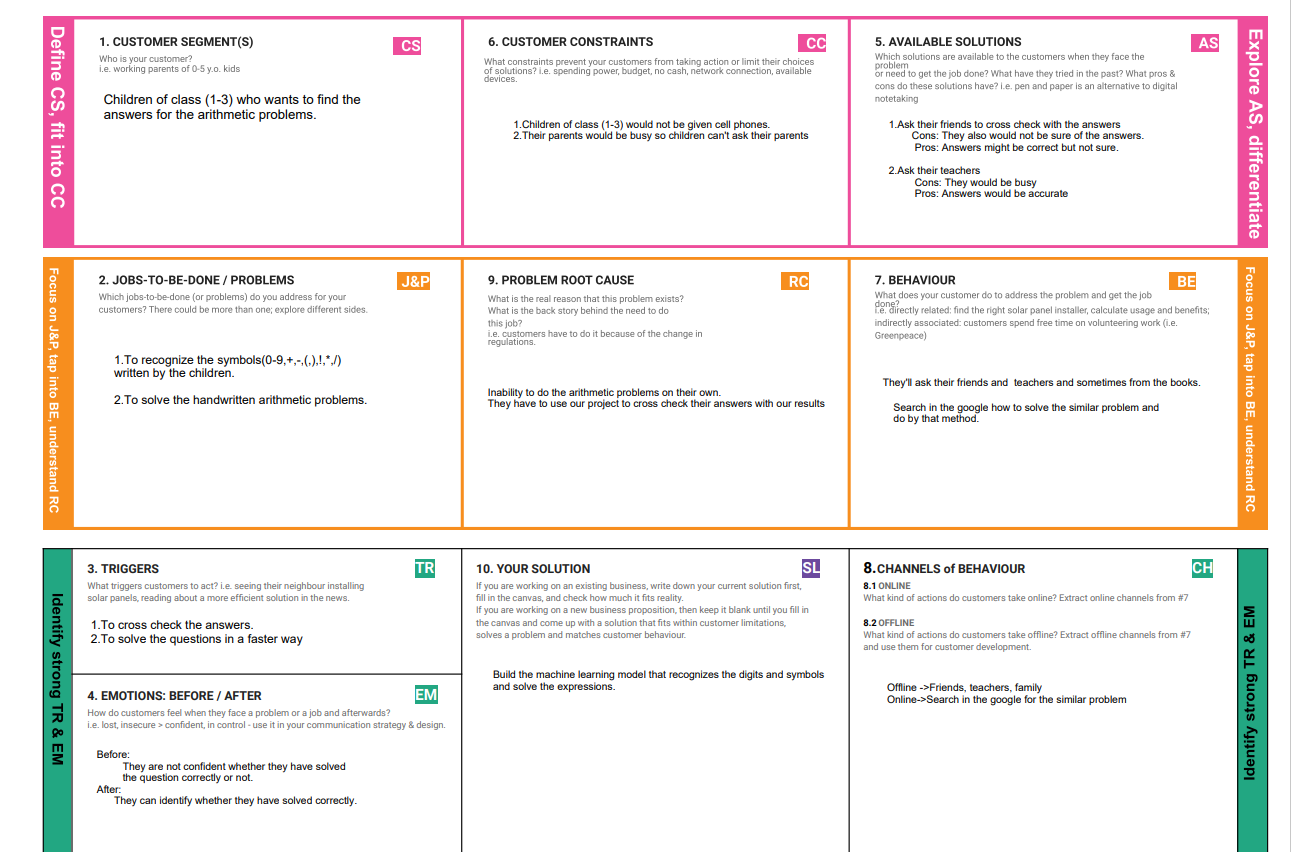 Define CS, fit into CC
1. CUSTOMER SEGMENT(S)
CS
Who is your customer?
i.e. working parents of 0-5 y.o. kids
Children of class (1-3) who wants to find the
answers for the arithmetic problems.
6. CUSTOMER CONSTRAINTS
CC
What constraints prevent your customers from taking action or limit their choices
of solutions? i.e. spending power, budget, no cash, network connection, available
devices.
1.Children of class (1-3) would not be given cell phones.
2.Their parents would be busy so children can't ask their parents
5. AVAILABLE SOLUTIONS
AS
Which solutions are available to the customers when they face the
problem
or need to get the job done? What have they tried in the past? What pros &
cons do these solutions have? i.e. pen and paper is an alternative to digital
notetaking
1.Ask their friends to cross check with the answers
Cons: They also would not be sure of the answers.
Pros: Answers might be correct but not sure.
2.Ask their teachers
Cons: They would be busy
Pros: Answers would be accurate
Explore AS, differentiate
Focus on J&P, tap into BE, understand RC
2. JOBS-TO-BE-DONE / PROBLEMS
J&P
Which jobs-to-be-done (or problems) do you address for your
customers? There could be more than one; explore different sides.
1.To recognize the symbols(0-9,+,-,(,),!,*,/)
written by the children.
2.To solve the handwritten arithmetic problems.
9. PROBLEM ROOT CAUSE
RC
What is the real reason that this problem exists?
What is the back story behind the need to do
this job?
i.e. customers have to do it because of the change in
regulations.
Inability to do the arithmetic problems on their own.
They have to use our project to cross check their answers with our results
7. BEHAVIOUR
BE
What does your customer do to address the problem and get the job
done?
i.e. directly related: find the right solar panel installer, calculate usage and benefits;
indirectly associated: customers spend free time on volunteering work (i.e.
Greenpeace)
They'll ask their friends and teachers and sometimes from the books.
Search in the google how to solve the similar problem and
do by that method.
Focus on J&P, tap into BE, understand RC
Identify strong TR & EM
3. TRIGGERS
TR
What triggers customers to act? i.e. seeing their neighbour installing
solar panels, reading about a more efficient solution in the news.
1.To cross check the answers.
2.To solve the questions in a faster way
4. EMOTIONS: BEFORE / AFTER
EM
How do customers feel when they face a problem or a job and afterwards?
i.e. lost, insecure > confident, in control - use it in your communication strategy & design.
Before:
They are not confident whether they have solved
the question correctly or not.
After:
They can identify whether they have solved correctly.
10. YOUR SOLUTION
SL
If you are working on an existing business, write down your current solution first,
fill in the canvas, and check how much it fits reality.
If you are working on a new business proposition, then keep it blank until you fill in
the canvas and come up with a solution that fits within customer limitations,
solves a problem and matches customer behaviour.
Build the machine learning model that recognizes the digits and symbols
and solve the expressions.
8.CHANNELS of BEHAVIOUR
CH
8.1 ONLINE
What kind of actions do customers take online? Extract online channels from #7
8.2 OFFLINE
What kind of actions do customers take offline? Extract offline channels from #7
and use them for customer development.
Offline ->Friends, teachers, family
Online->Search in the google for the similar problem
Identify strong TR & EM